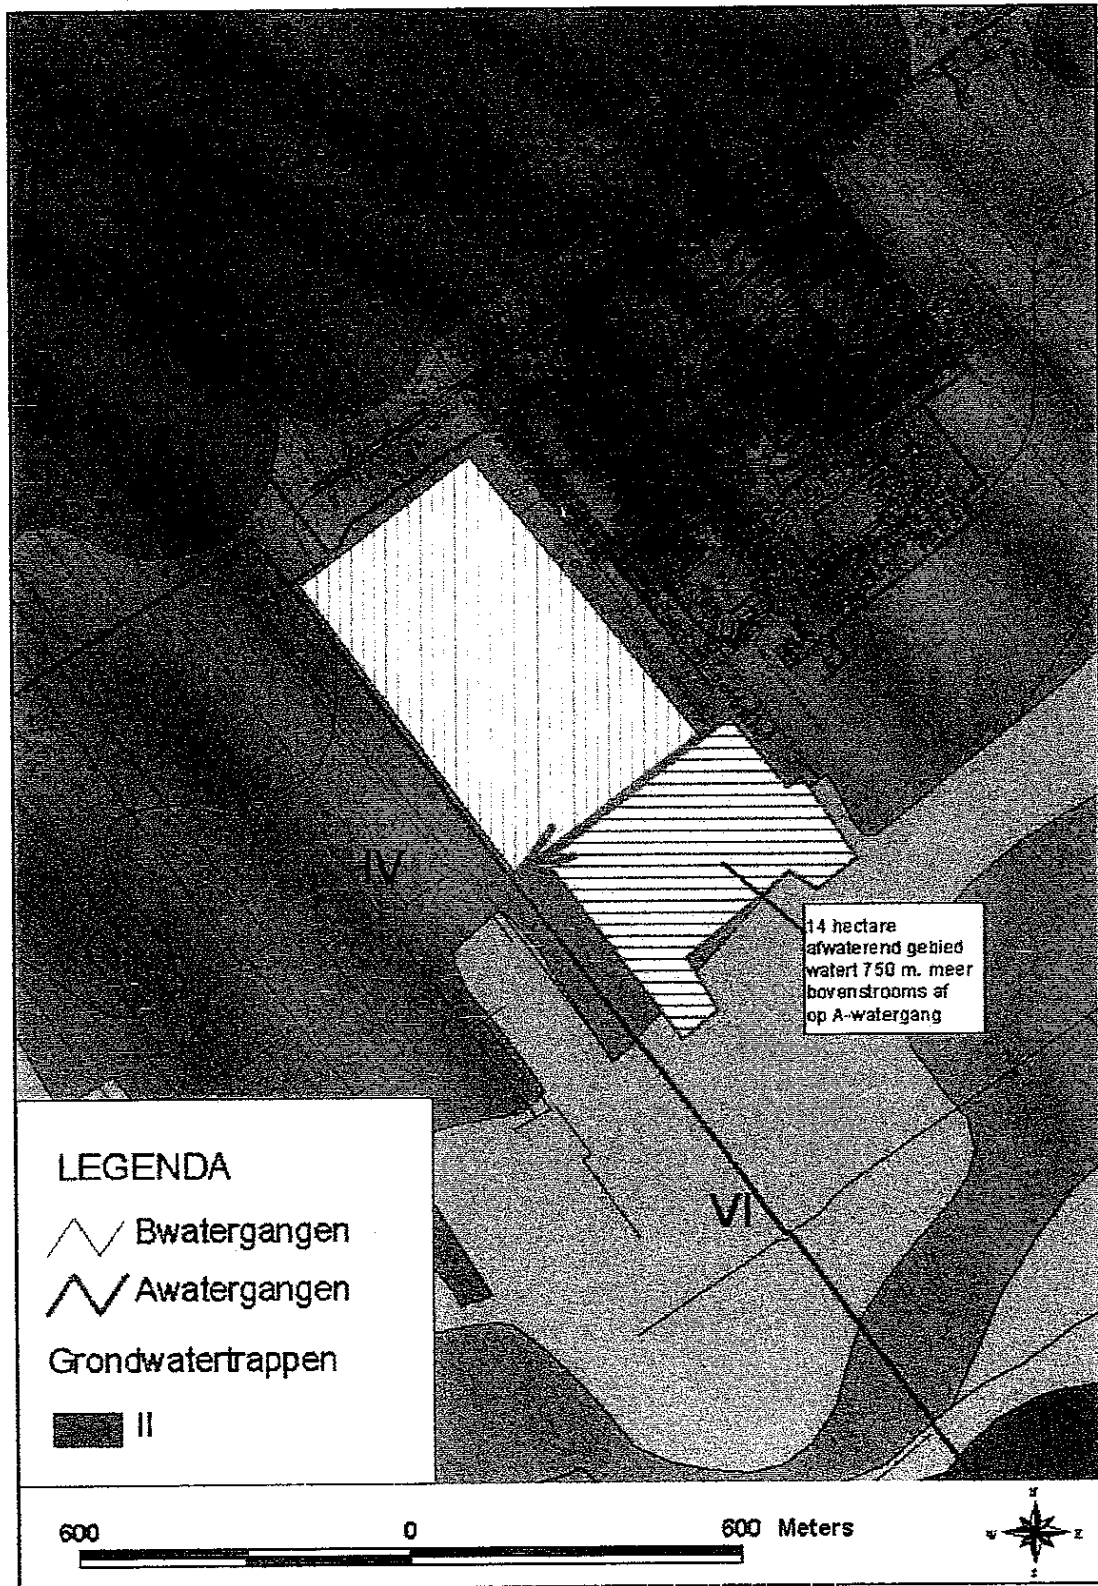 IV
14 hectare
afwaterend gebied
watert 750 m. meer
bovenstrooms af
op A-watergang
VI
LEGENDA
Bwatergangen
Awatergangen
Grondwatertrappen
II
600 0 600 Meters
N
W E
S